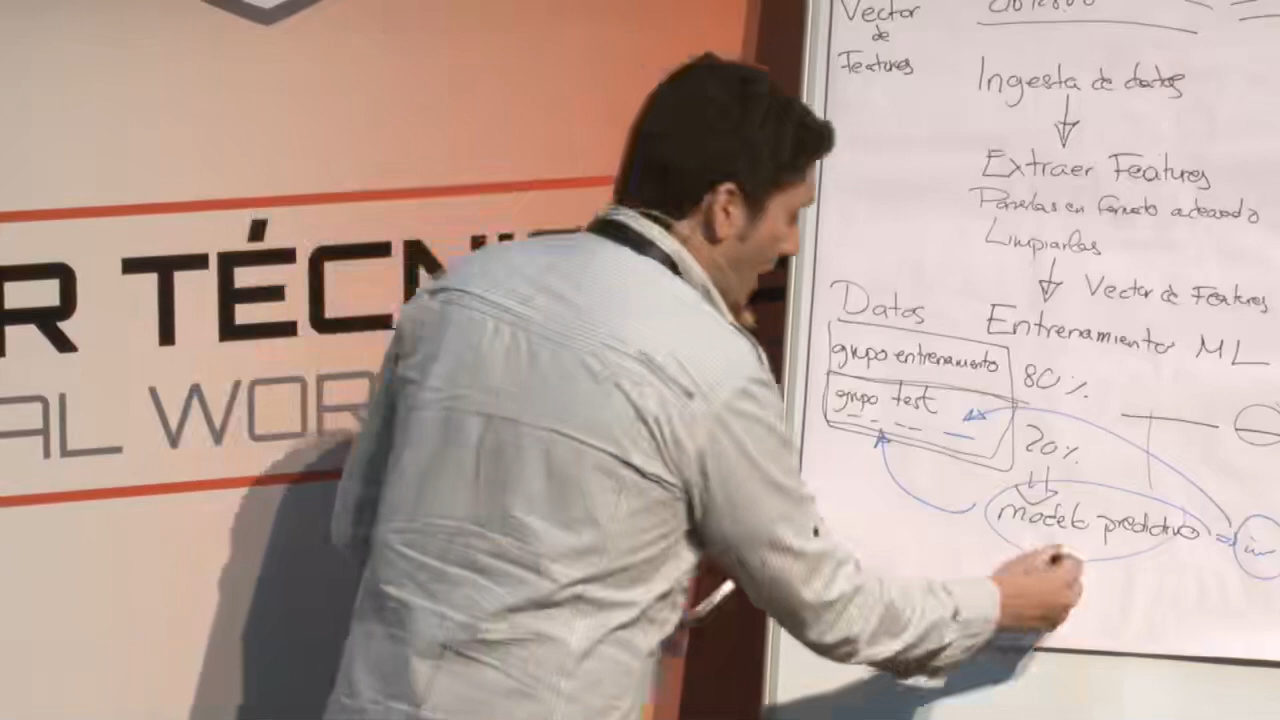 R TÉCNI
AL WOR
Vector
de
Features
Ingesta de datos
Extraer Features
Ponerlas en formato adecuado
Limpiarlas
Vector de Features
Entrenamiento ML
Datos
grupo entrenamiento
80%
grupo test
20%
modelo predictivo